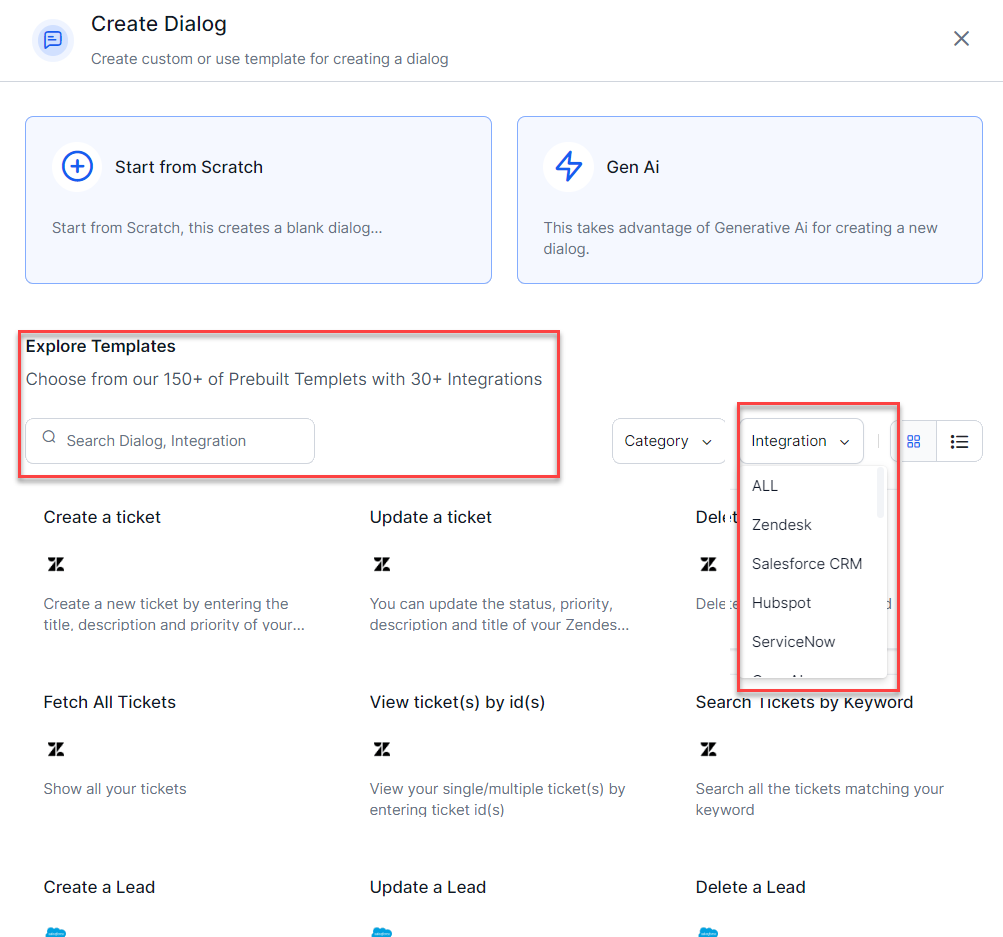 Create Dialog
Create custom or use template for creating a dialog
Start from Scratch
Gen Ai
Start from Scratch, this creates a blank dialog...
This takes advantage of Generative Ai for creating a new
dialog.
Explore Templates
Choose from our 150+ of Prebuilt Templets with 30+ Integrations
Search Dialog, Integration
Category
Integration
ALL
Zendesk
Salesforce CRM
Hubspot
ServiceNow
Create a ticket
Update a ticket
Create a new ticket by entering the
title, description and priority of your...
You can update the status, priority,
description and title of your Zendes...
Fetch All Tickets
View ticket(s) by id(s)
Search Tickets by Keyword
Show all your tickets
View your single/multiple ticket(s) by
entering ticket id(s)
Search all the tickets matching your
keyword
Create a Lead
Update a Lead
Delete a Lead